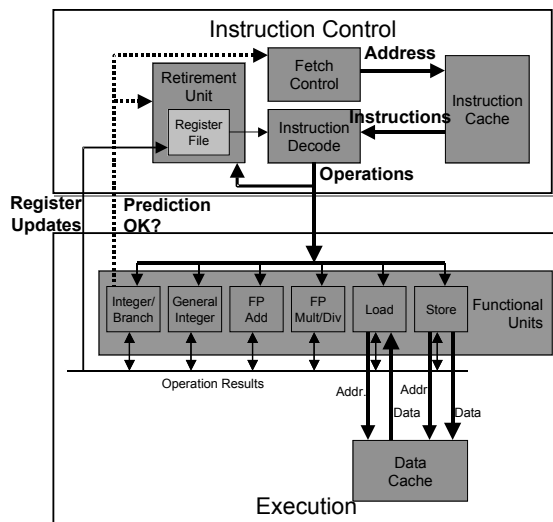 Instruction Control
Address
Fetch
Control
Retirement
Unit
Instruction
Cache
Instructions
Register
File
Instruction
Decode
Operations
Register
Updates
Prediction
OK?
Integer/
Branch
General
Integer
FP
Add
FP
Mult/Div
Load
Store
Functional
Units
Operation Results
Addr.
Addr.
Data
Data
Data
Cache
Execution